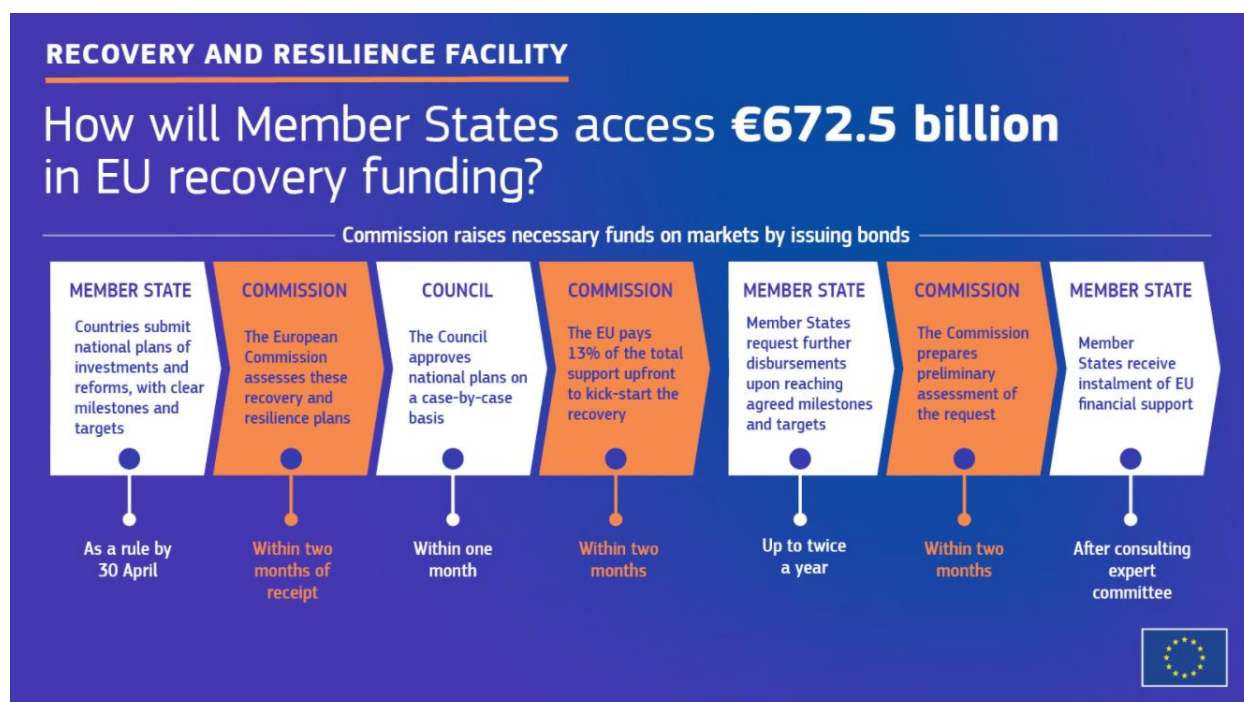 RECOVERY AND RESILIENCE FACILITY
How will Member States access €672.5 billion
in EU recovery funding?
Commission raises necessary funds on markets by issuing bonds
MEMBER STATE
Countries submit
national plans of
investments and
reforms, with clear
milestones and
targets
As a rule by
30 April
COMMISSION
The European
Commission
assesses these
recovery and
resilience plans
Within two
months of
receipt
COUNCIL
The Council
approves
national plans on
a case-by-case
basis
Within one
month
COMMISSION
The EU pays
13% of the total
support upfront
to kick-start the
recovery
Within two
months
MEMBER STATE
Member States
request further
disbursements
upon reaching
agreed milestones
and targets
Up to twice
a year
COMMISSION
The Commission
prepares
preliminary
assessment of
the request
Within two
months
MEMBER STATE
Member
States receive
instalment of EU
financial support
After consulting
expert
committee